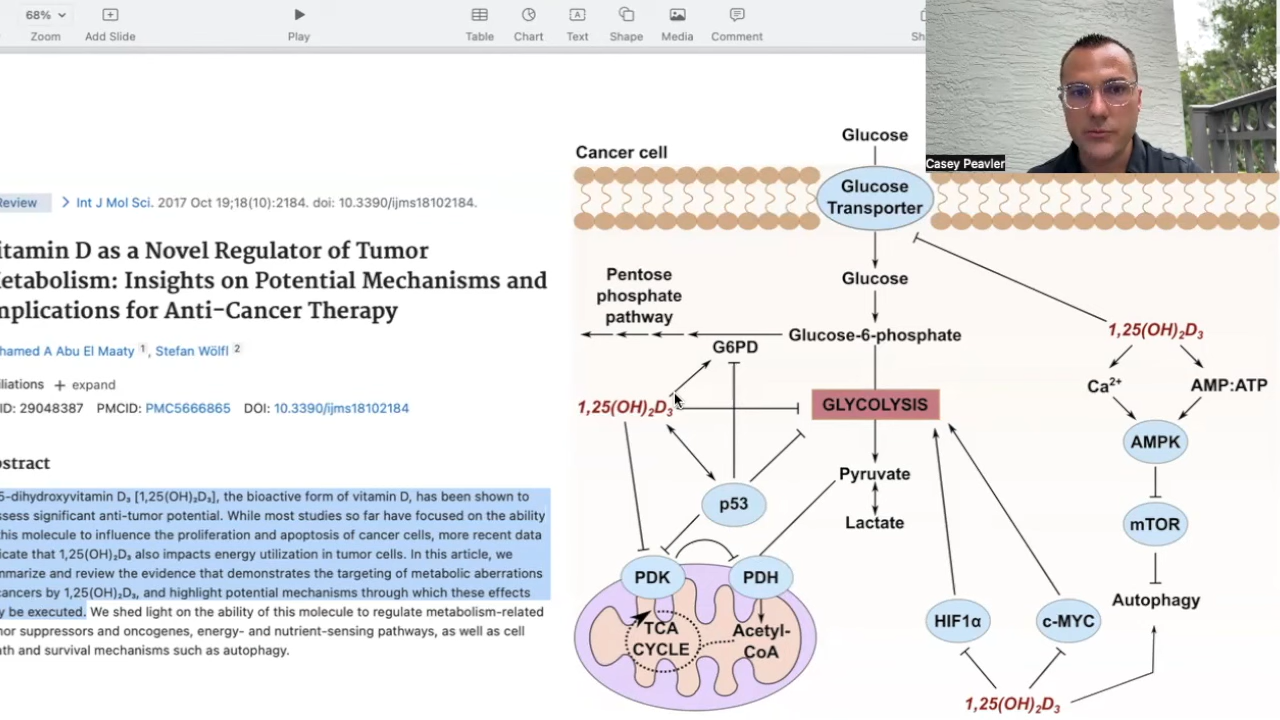 68%
Zoom
Add Slide
Play
Table
Chart
Text
Shape
Media
Comment
Sh
Casey Peavler
Review
Int J Mol Sci. 2017 Oct 19;18(10):2184. doi: 10.3390/ijms18102184.
itamin D as a Novel Regulator of Tumor
etabolism: Insights on Potential Mechanisms and
mplications for Anti-Cancer Therapy
hamed A Abu El Maaty 1, Stefan Wölfl 2
iliations + expand
ID: 29048387 PMCID: PMC5666865 DOI: 10.3390/ijms18102184
ostract
5-dihydroxyvitamin D₃ [1,25(OH)₂D₃], the bioactive form of vitamin D, has been shown to
ssess significant anti-tumor potential. While most studies so far have focused on the ability
this molecule to influence the proliferation and apoptosis of cancer cells, more recent data
icate that 1,25(OH)₂D₃ also impacts energy utilization in tumor cells. In this article, we
mmarize and review the evidence that demonstrates the targeting of metabolic aberrations
cancers by 1,25(OH)₂D₃, and highlight potential mechanisms through which these effects
y be executed. We shed light on the ability of this molecule to regulate metabolism-related
nor suppressors and oncogenes, energy- and nutrient-sensing pathways, as well as cell
ath and survival mechanisms such as autophagy.
Cancer cell
Glucose
Glucose
Transporter
Glucose
Pentose
phosphate
pathway
Glucose-6-phosphate
G6PD
1,25(OH)₂D₃
GLYCOLYSIS
Pyruvate
Lactate
p53
PDK
PDH
TCA
CYCLE
Acetyl-
CoA
1,25(OH)₂D₃
Ca²⁺
AMP:ATP
AMPK
mTOR
Autophagy
HIF1α
c-MYC
1,25(OH)₂D₃